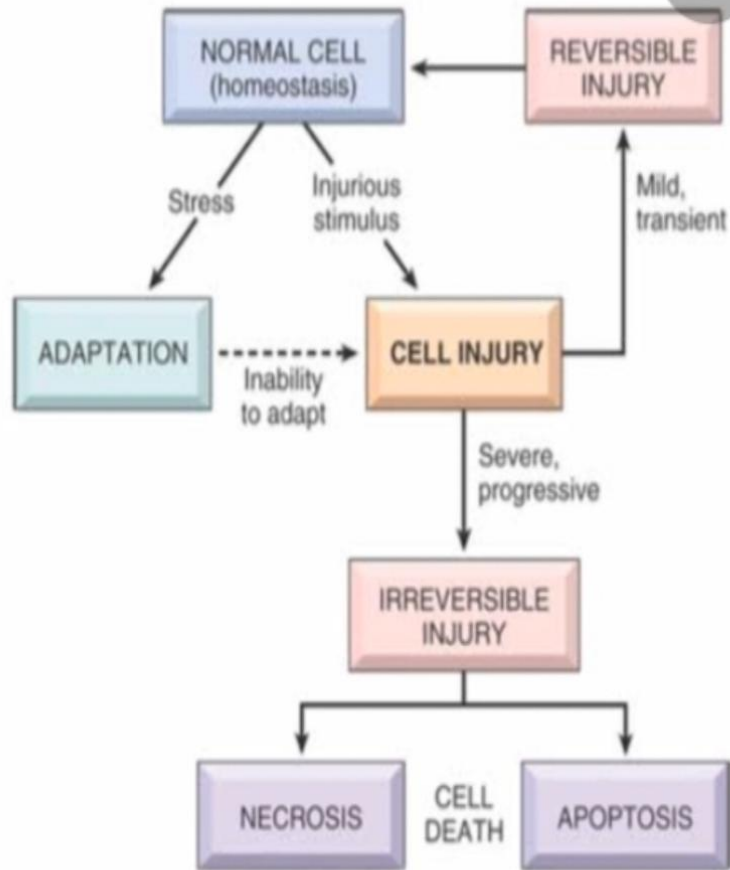 NORMAL CELL
(homeostasis)
REVERSIBLE
INJURY
Stress
Injurious
stimulus
Mild,
transient
ADAPTATION
Inability
to adapt
CELL INJURY
Severe,
progressive
IRREVERSIBLE
INJURY
NECROSIS
CELL
DEATH
APOPTOSIS